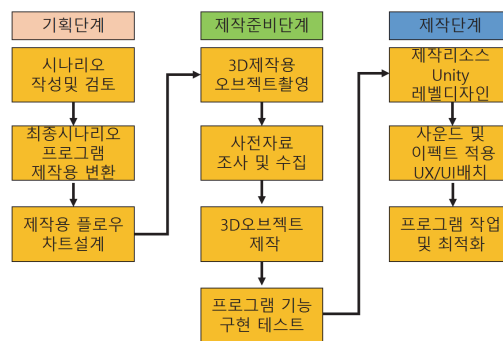 기획단계
시나리오
작성및 검토
최종시나리오
프로그램
제작용 변환
제작용 플로우
차트설계
제작준비단계
3D제작용
오브젝트촬영
사전자료
조사 및 수집
3D오브젝트
제작
프로그램 기능
구현 테스트
제작단계
제작리소스
Unity
레벨디자인
사운드 및
이펙트 적용
UX/UI배치
프로그램 작업
및 최적화